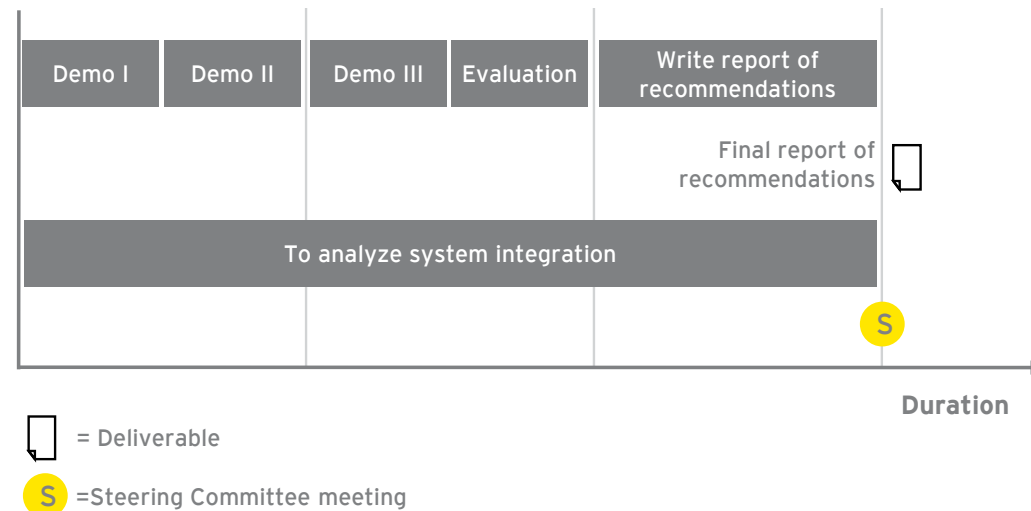 Demo I
Demo II
Demo III
Evaluation
Write report of
recommendations
Final report of
recommendations
To analyze system integration
S
Duration
= Deliverable
S =Steering Committee meeting